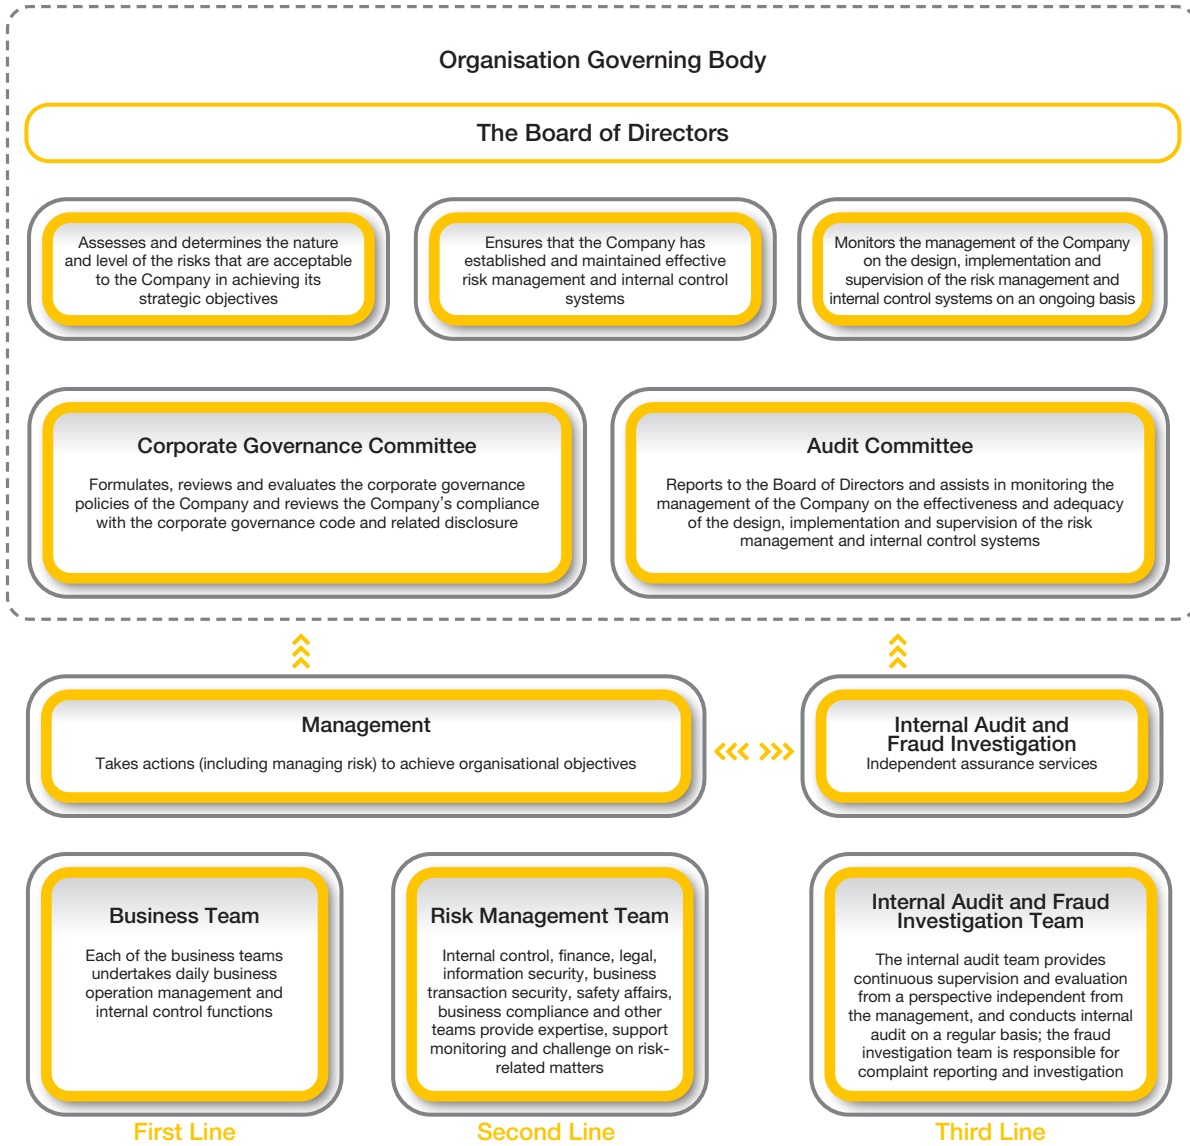 Organisation Governing Body
The Board of Directors
Assesses and determines the nature
and level of the risks that are acceptable
to the Company in achieving its
strategic objectives
Ensures that the Company has
established and maintained effective
risk management and internal control
systems
Monitors the management of the Company
on the design, implementation and
supervision of the risk management and
internal control systems on an ongoing basis
Corporate Governance Committee
Formulates, reviews and evaluates the corporate governance
policies of the Company and reviews the Company's compliance
with the corporate governance code and related disclosure
Audit Committee
Reports to the Board of Directors and assists in monitoring the
management of the Company on the effectiveness and adequacy
of the design, implementation and supervision of the risk
management and internal control systems
Management
Takes actions (including managing risk) to achieve organisational objectives
Internal Audit and
Fraud Investigation
Independent assurance services
Business Team
Each of the business teams
undertakes daily business
operation management and
internal control functions
First Line
Risk Management Team
Internal control, finance, legal,
information security, business
transaction security, safety affairs,
business compliance and other
teams provide expertise, support
monitoring and challenge on risk-
related matters
Second Line
Internal Audit and Fraud
Investigation Team
The internal audit team provides
continuous supervision and evaluation
from a perspective independent from
the management, and conducts internal
audit on a regular basis; the fraud
investigation team is responsible for
complaint reporting and investigation
Third Line